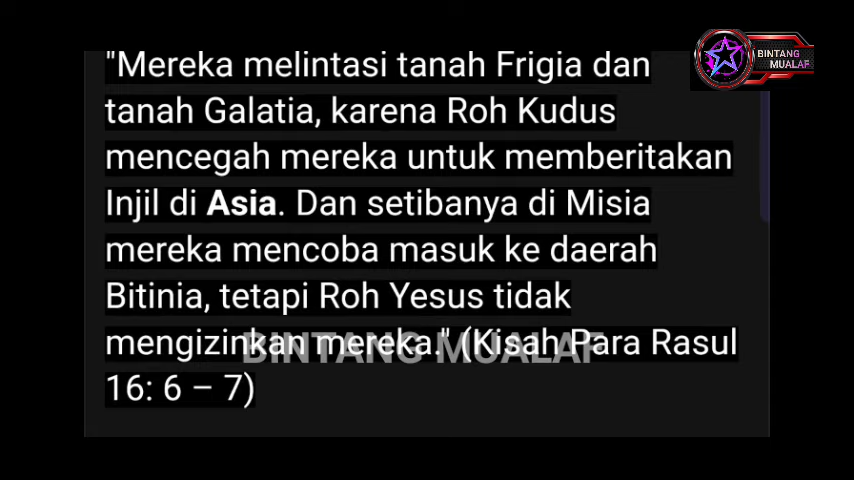 "Mereka melintasi tanah Frigia dan
tanah Galatia, karena Roh Kudus
mencegah mereka untuk memberitakan
Injil di Asia. Dan setibanya di Misia
mereka mencoba masuk ke daerah
Bitinia, tetapi Roh Yesus tidak
mengizinkan mereka." (Kisah Para Rasul
16: 6 – 7)
BINTANG MUALAF
BINTANG
MUALAF